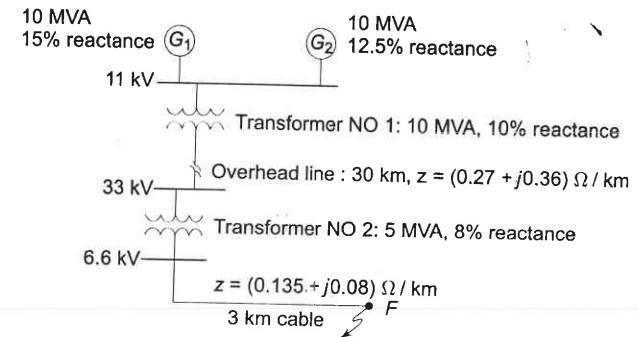 10 MVA
15% reactance
G1
10 MVA
G2
12.5% reactance
11 kV
Transformer NO 1: 10 MVA, 10% reactance
Overhead line : 30 km, z = (0.27 + j0.36) Ω / km
33 kV
Transformer NO 2: 5 MVA, 8% reactance
6.6 kV
z = (0.135 + j0.08) Ω / km
3 km cable
F